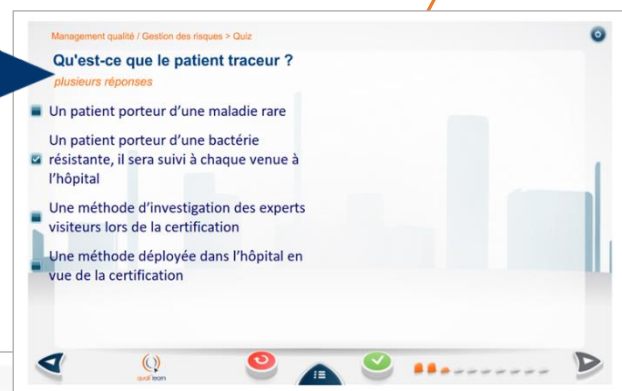 Management qualité / Gestion des risques > Quiz
Qu'est-ce que le patient traceur ?
plusieurs réponses
Un patient porteur d'une maladie rare
Un patient porteur d'une bactérie
résistante, il sera suivi à chaque venue à
l'hôpital
Une méthode d'investigation des experts
visiteurs lors de la certification
Une méthode déployée dans l'hôpital en
vue de la certification